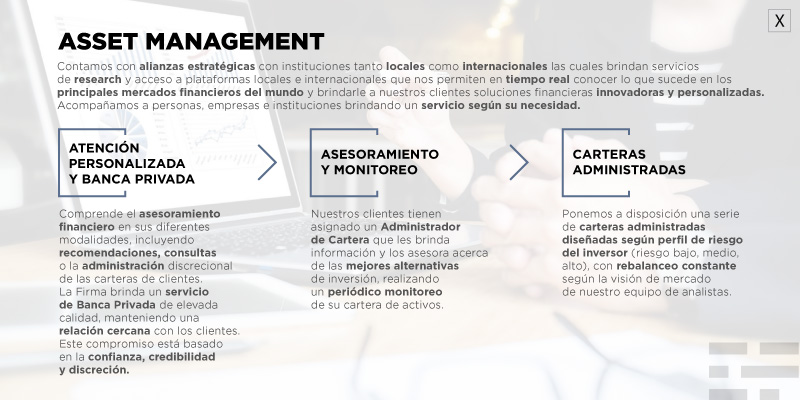 X
ASSET MANAGEMENT
Contamos con alianzas estratégicas con instituciones tanto locales como internacionales las cuales brindan servicios
de research y acceso a plataformas locales e internacionales que nos permiten en tiempo real conocer lo que sucede en los
principales mercados financieros del mundo y brindarle a nuestros clientes soluciones financieras innovadoras y personalizadas.
Acompañamos a personas, empresas e instituciones brindando un servicio según su necesidad.
ATENCIÓN
PERSONALIZADA
Y BANCA PRIVADA
Comprende el asesoramiento
financiero en sus diferentes
modalidades, incluyendo
recomendaciones, consultas
o la administración discrecional
de las carteras de clientes.
La Firma brinda un servicio
de Banca Privada de elevada
calidad, manteniendo una
relación cercana con los clientes.
Este compromiso está basado
en la confianza, credibilidad
y discreción.
ASESORAMIENTO
Y MONITOREO
Nuestros clientes tienen
asignado un Administrador
de Cartera que les brinda
información y los asesora acerca
de las mejores alternativas
de inversión, realizando
un periódico monitoreo
de su cartera de activos.
CARTERAS
ADMINISTRADAS
Ponemos a disposición una serie
de carteras administradas
diseñadas según perfil de riesgo
del inversor (riesgo bajo, medio,
alto), con rebalanceo constante
según la visión de mercado
de nuestro equipo de analistas.